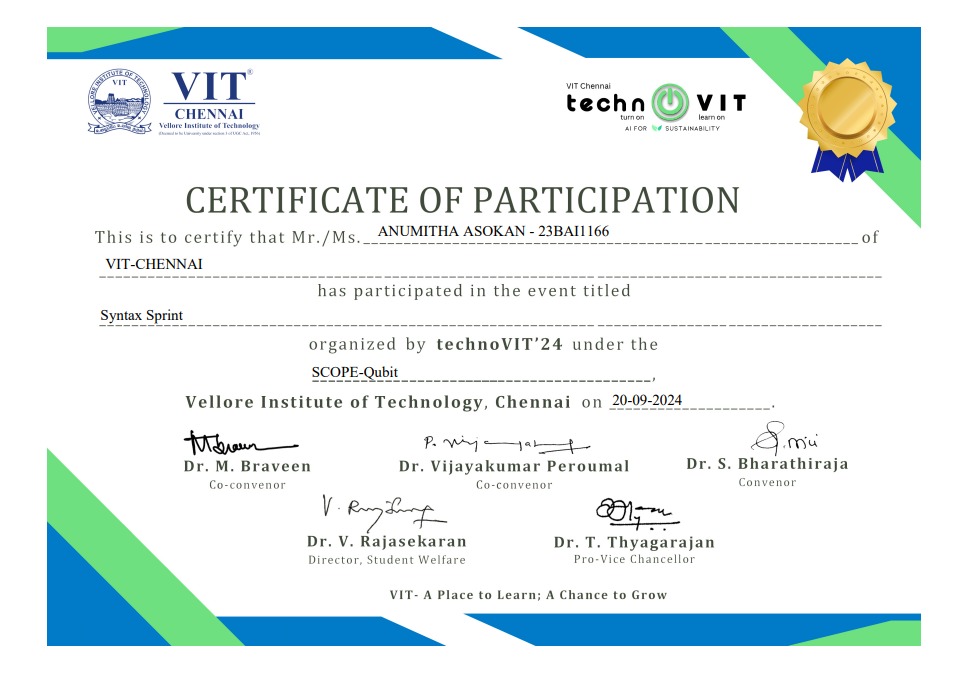 VELLORE INSTITUTE OF TECHNOLOGY
VIT
VIT®
CHENNAI
Vellore Institute of Technology
(Deemed to be University under section 3 of UGC Act, 1956)
VIT Chennai
techn VIT
turn on learn on
AI FOR SUSTAINABILITY
CERTIFICATE OF PARTICIPATION
This is to certify that Mr./Ms. ANUMITHA ASOKAN - 23BAI1166 of
VIT-CHENNAI
has participated in the event titled
Syntax Sprint
organized by technoVIT’24 under the
SCOPE-Qubit,
Vellore Institute of Technology, Chennai on 20-09-2024.
Dr. M. Braveen
Co-convenor
Dr. Vijayakumar Peroumal
Co-convenor
Dr. S. Bharathiraja
Convenor
Dr. V. Rajasekaran
Director, Student Welfare
Dr. T. Thyagarajan
Pro-Vice Chancellor
VIT- A Place to Learn; A Chance to Grow